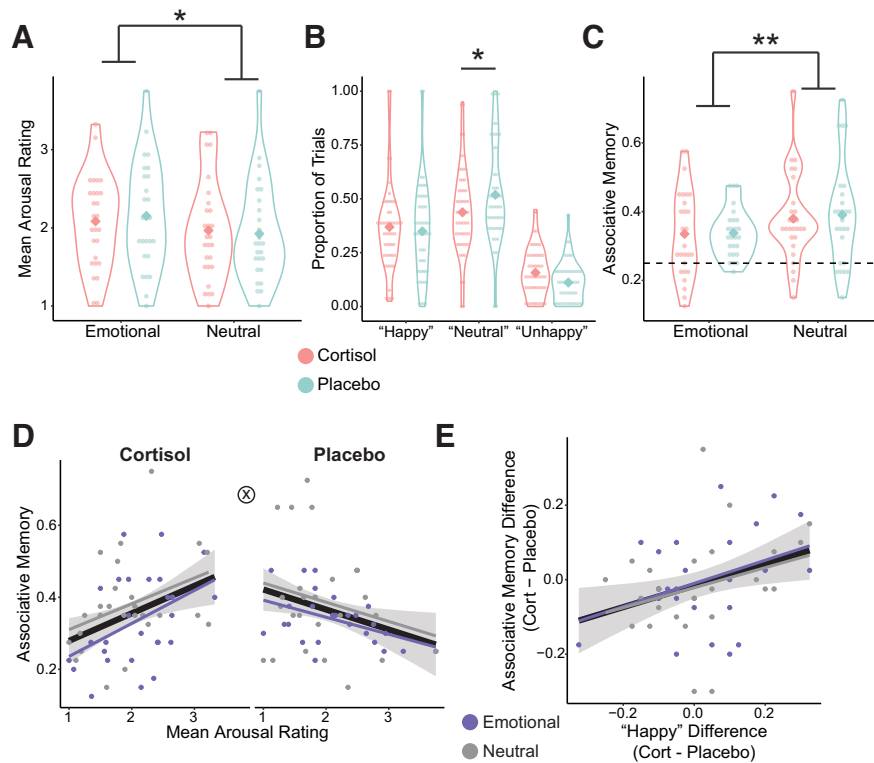 A
*
Mean Arousal Rating
3
2
1
Emotional
Neutral
B
*
Proportion of Trials
1.00
0.75
0.50
0.25
0.00
“Happy”
“Neutral”
“Unhappy”
C
**
Associative Memory
0.6
0.4
0.2
Emotional
Neutral
Cortisol
Placebo
D
Cortisol
Placebo
X
Associative Memory
0.6
0.4
0.2
1
2
3
1
2
3
Mean Arousal Rating
E
Associative Memory Difference
(Cort – Placebo)
0.2
0.0
−0.2
−0.2
0.0
0.2
“Happy” Difference
(Cort - Placebo)
Emotional
Neutral